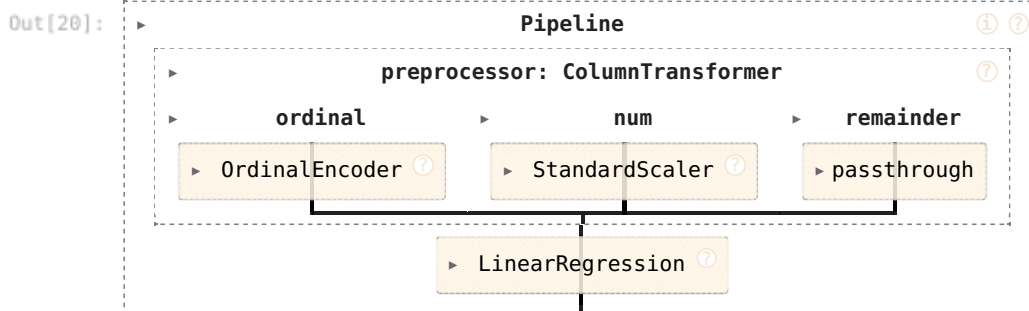 Out[20]:
▸ Pipeline i ?
▸ preprocessor: ColumnTransformer ?
▸ ordinal ▸ num ▸ remainder
▸ OrdinalEncoder ? ▸ StandardScaler ? ▸ passthrough
▸ LinearRegression ?